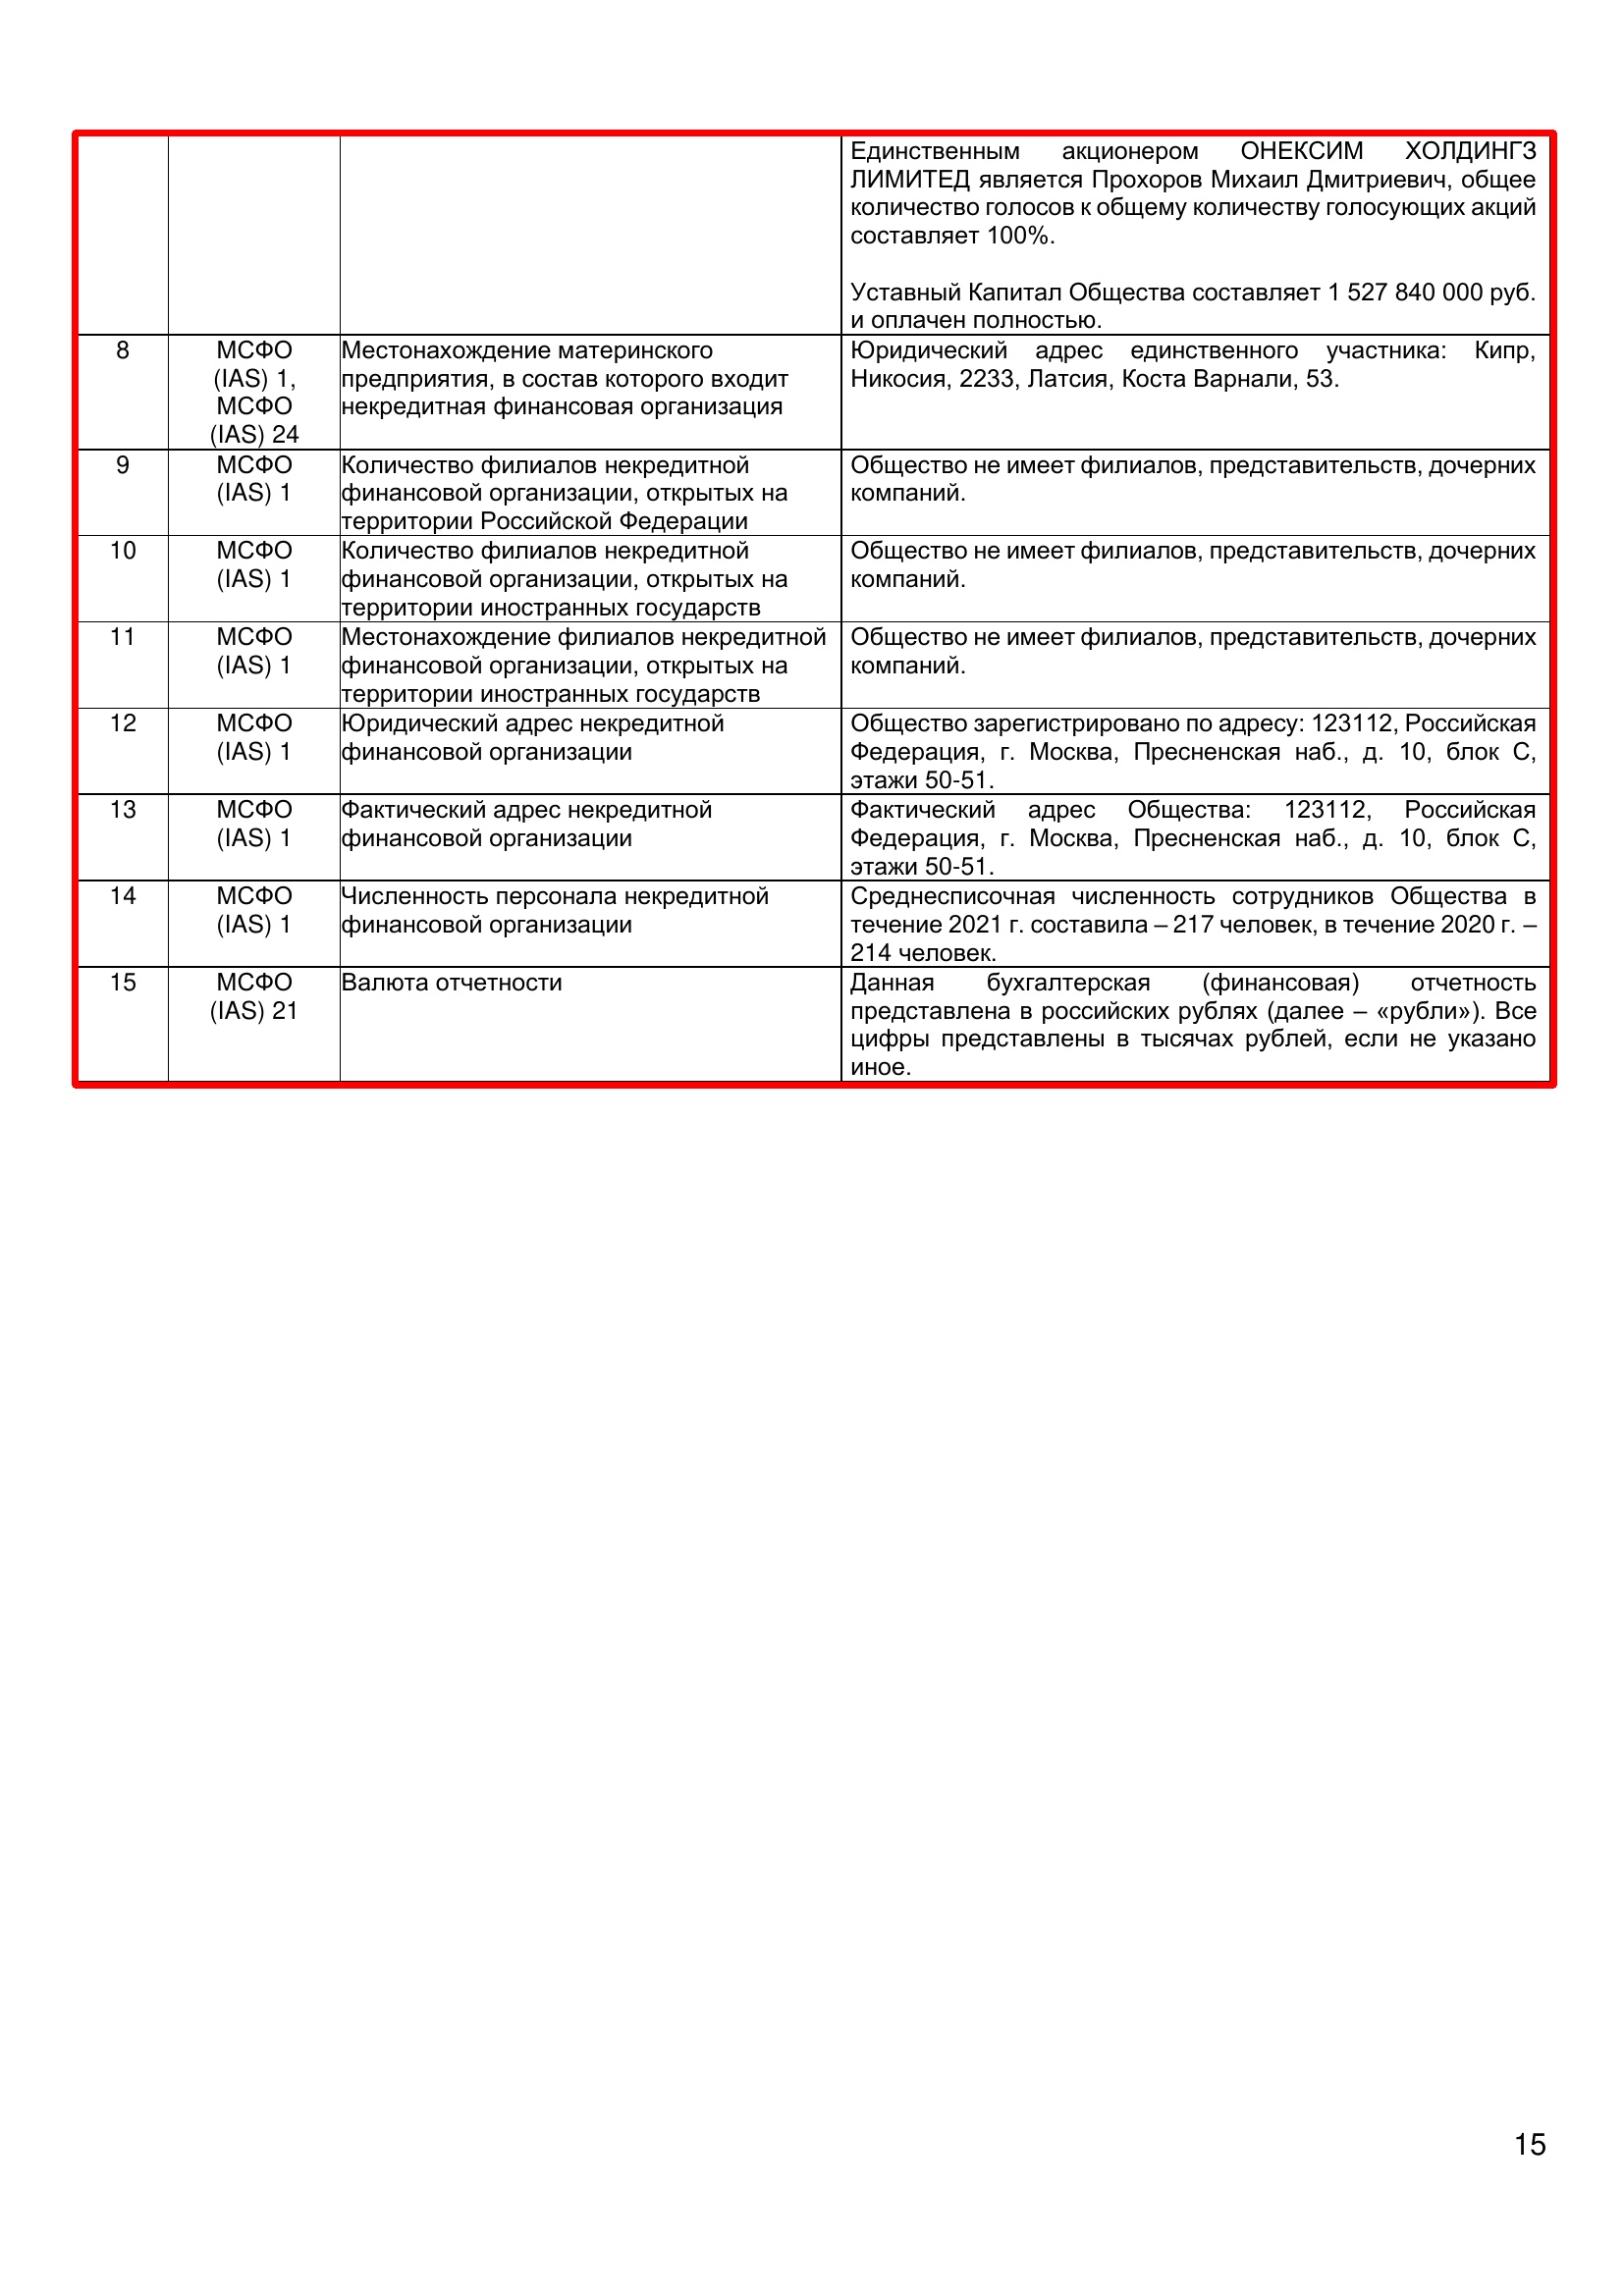 Единственным акционером ОНЕКСИМ ХОЛДИНГЗ
ЛИМИТЕД является Прохоров Михаил Дмитриевич, общее
количество голосов к общему количеству голосующих акций
составляет 100%.
Уставный Капитал Общества составляет 1 527 840 000 руб.
и оплачен полностью.
8
МСФО
(IAS) 1,
МСФО
(IAS) 24
Местонахождение материнского
предприятия, в состав которого входит
некредитная финансовая организация
Юридический адрес единственного участника: Кипр,
Никосия, 2233, Латсия, Коста Варнали, 53.
9
МСФО
(IAS) 1
Количество филиалов некредитной
финансовой организации, открытых на
территории Российской Федерации
Общество не имеет филиалов, представительств, дочерних
компаний.
10
МСФО
(IAS) 1
Количество филиалов некредитной
финансовой организации, открытых на
территории иностранных государств
Общество не имеет филиалов, представительств, дочерних
компаний.
11
МСФО
(IAS) 1
Местонахождение филиалов некредитной
финансовой организации, открытых на
территории иностранных государств
Общество не имеет филиалов, представительств, дочерних
компаний.
12
МСФО
(IAS) 1
Юридический адрес некредитной
финансовой организации
Общество зарегистрировано по адресу: 123112, Российская
Федерация, г. Москва, Пресненская наб., д. 10, блок С,
этажи 50-51.
13
МСФО
(IAS) 1
Фактический адрес некредитной
финансовой организации
Фактический адрес Общества: 123112, Российская
Федерация, г. Москва, Пресненская наб., д. 10, блок С,
этажи 50-51.
14
МСФО
(IAS) 1
Численность персонала некредитной
финансовой организации
Среднесписочная численность сотрудников Общества в
течение 2021 г. составила – 217 человек, в течение 2020 г. –
214 человек.
15
МСФО
(IAS) 21
Валюта отчетности
Данная бухгалтерская (финансовая) отчетность
представлена в российских рублях (далее – «рубли»). Все
цифры представлены в тысячах рублей, если не указано
иное.
15